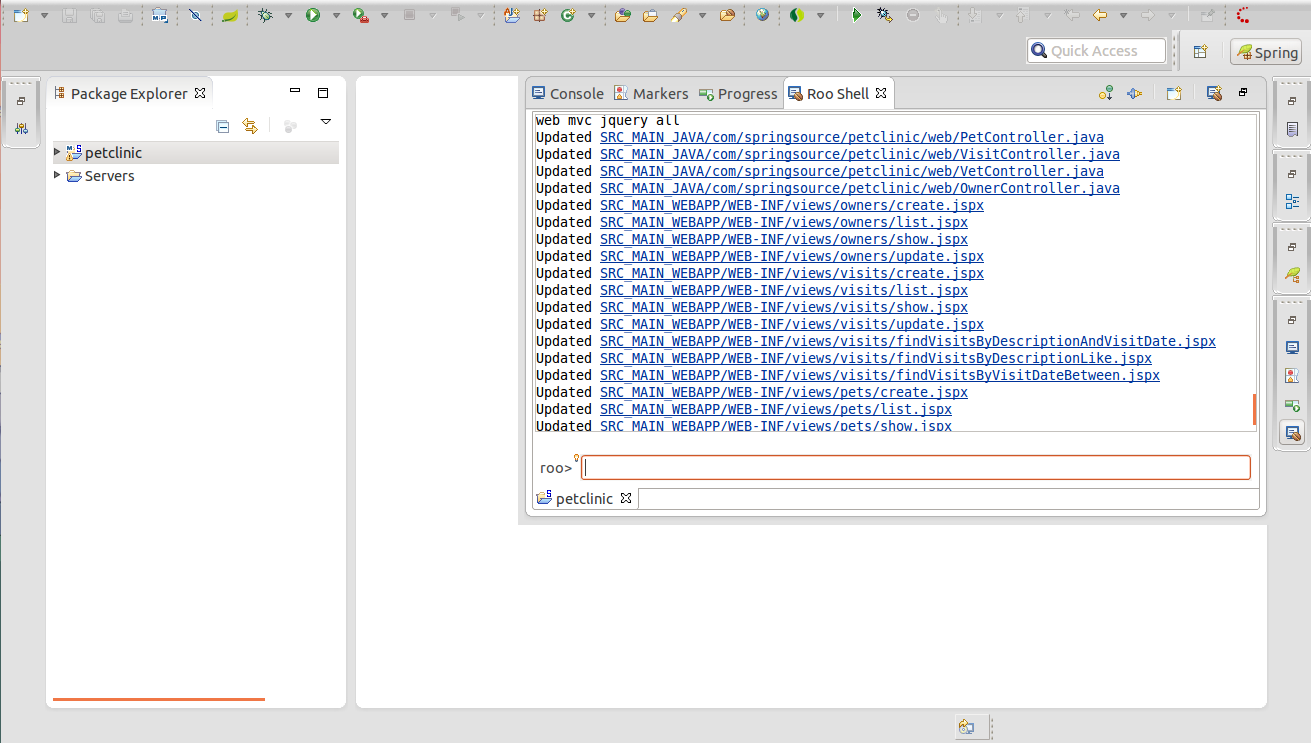 Quick Access
Spring
Package Explorer
petclinic
Servers
Console
Markers
Progress
Roo Shell
web mvc jquery all
Updated SRC_MAIN_JAVA/com/springsource/petclinic/web/PetController.java
Updated SRC_MAIN_JAVA/com/springsource/petclinic/web/VisitController.java
Updated SRC_MAIN_JAVA/com/springsource/petclinic/web/VetController.java
Updated SRC_MAIN_JAVA/com/springsource/petclinic/web/OwnerController.java
Updated SRC_MAIN_WEBAPP/WEB-INF/views/owners/create.jspx
Updated SRC_MAIN_WEBAPP/WEB-INF/views/owners/list.jspx
Updated SRC_MAIN_WEBAPP/WEB-INF/views/owners/show.jspx
Updated SRC_MAIN_WEBAPP/WEB-INF/views/owners/update.jspx
Updated SRC_MAIN_WEBAPP/WEB-INF/views/visits/create.jspx
Updated SRC_MAIN_WEBAPP/WEB-INF/views/visits/list.jspx
Updated SRC_MAIN_WEBAPP/WEB-INF/views/visits/show.jspx
Updated SRC_MAIN_WEBAPP/WEB-INF/views/visits/update.jspx
Updated SRC_MAIN_WEBAPP/WEB-INF/views/visits/findVisitsByDescriptionAndVisitDate.jspx
Updated SRC_MAIN_WEBAPP/WEB-INF/views/visits/findVisitsByDescriptionLike.jspx
Updated SRC_MAIN_WEBAPP/WEB-INF/views/visits/findVisitsByVisitDateBetween.jspx
Updated SRC_MAIN_WEBAPP/WEB-INF/views/pets/create.jspx
Updated SRC_MAIN_WEBAPP/WEB-INF/views/pets/list.jspx
Updated SRC_MAIN_WEBAPP/WEB-INF/views/pets/show.jspx
roo>
petclinic